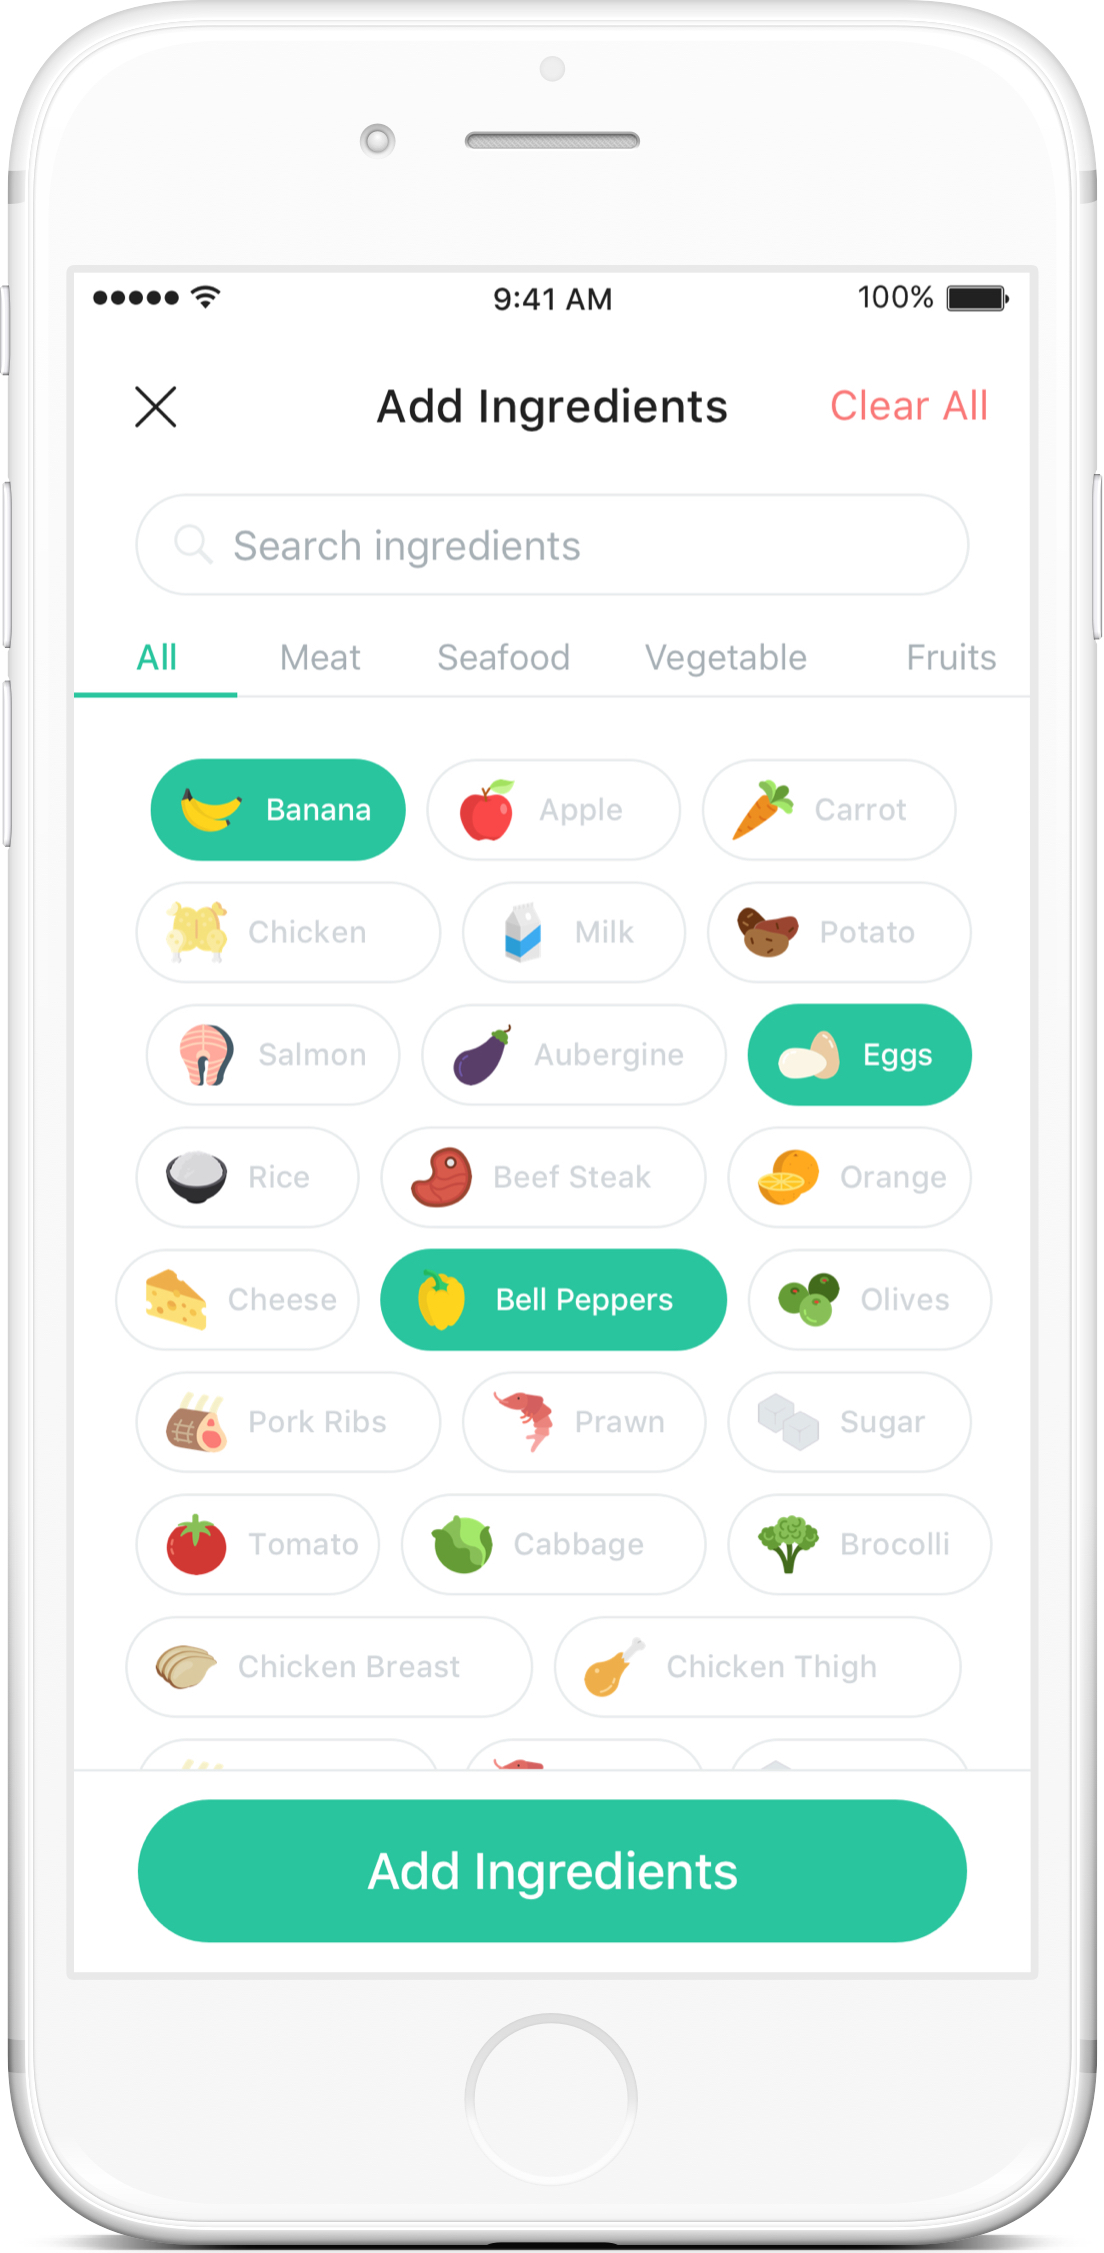 9:41 AM 100%
Add Ingredients Clear All
Search ingredients
All Meat Seafood Vegetable Fruits
Banana Apple Carrot
Chicken Milk Potato
Salmon Aubergine Eggs
Rice Beef Steak Orange
Cheese Bell Peppers Olives
Pork Ribs Prawn Sugar
Tomato Cabbage Brocolli
Chicken Breast Chicken Thigh
Add Ingredients